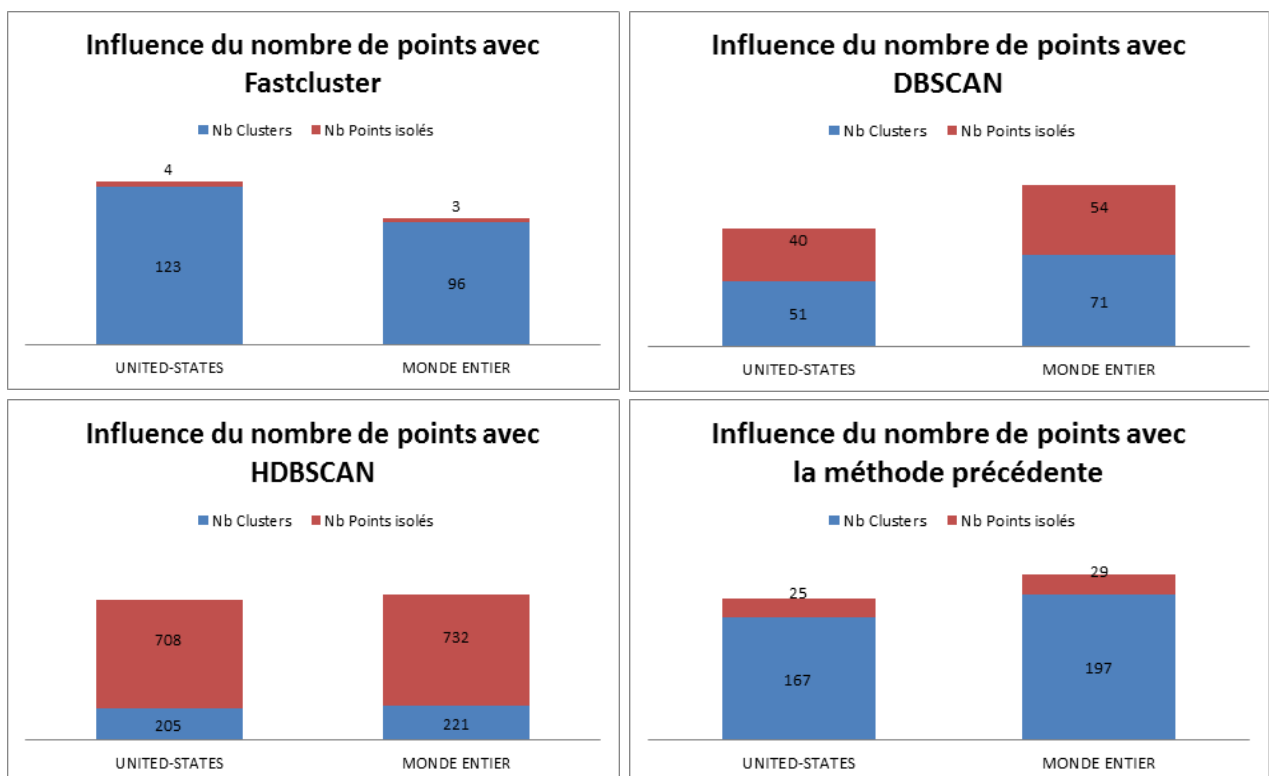 Influence du nombre de points avec
Fastcluster
Nb Clusters Nb Points isolés
4
3
123
96
UNITED-STATES MONDE ENTIER
Influence du nombre de points avec
DBSCAN
Nb Clusters Nb Points isolés
54
40
71
51
UNITED-STATES MONDE ENTIER
Influence du nombre de points avec
HDBSCAN
Nb Clusters Nb Points isolés
708 732
205 221
UNITED-STATES MONDE ENTIER
Influence du nombre de points avec
la méthode précédente
Nb Clusters Nb Points isolés
29
25
197
167
UNITED-STATES MONDE ENTIER